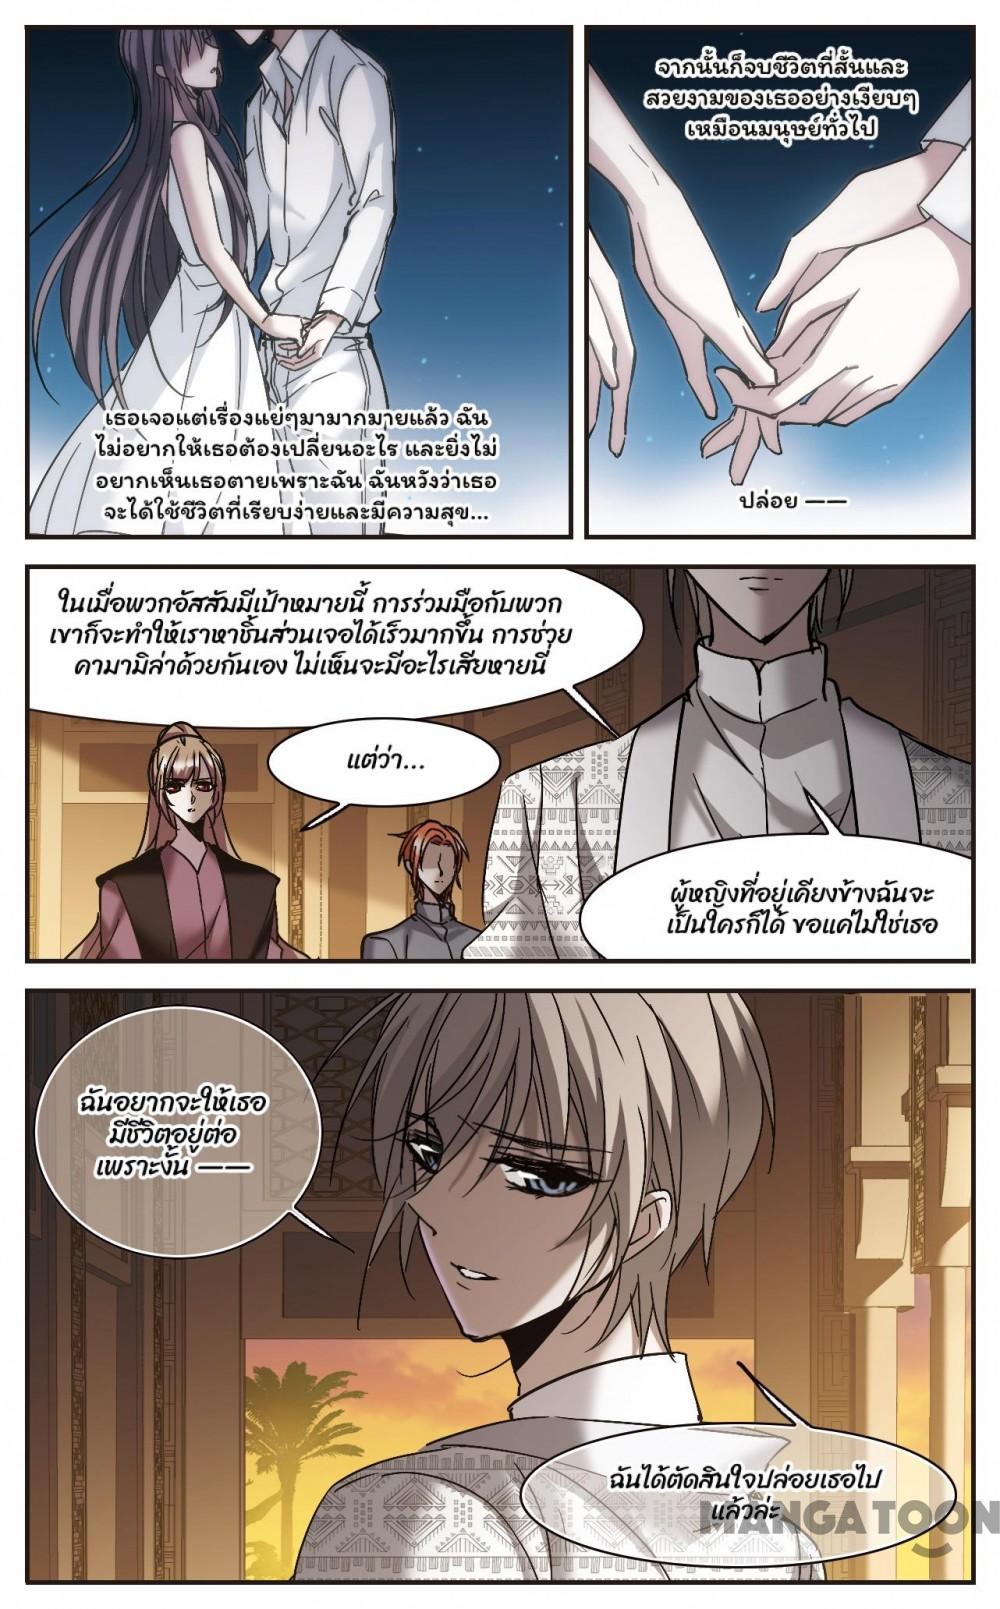 เธอเจอแต่เรื่องแย่ๆมามากมายแล้ว ฉัน
ไม่อยากให้เธอต้องเปลี่ยนอะไร และยิ่งไม่
อยากเห็นเธอตายเพราะฉัน ฉันหวังว่าเธอ
จะได้ใช้ชีวิตที่เรียบง่ายและมีความสุข...
จากนั้นก็จบชีวิตที่สั้นและ
สวยงามของเธออย่างเงียบๆ
เหมือนมนุษย์ทั่วไป
ปล่อย ——
ในเมื่อพวกอัสสัมมีเป้าหมายนี้ การร่วมมือกับพวก
เขาก็จะทำให้เราหาชิ้นส่วนเจอได้เร็วมากขึ้น การช่วย
คามามิล่าด้วยกันเอง ไม่เห็นจะมีอะไรเสียหายนี่
แต่ว่า...
ผู้หญิงที่อยู่เคียงข้างฉันจะ
เป็นใครก็ได้ ขอแค่ไม่ใช่เธอ
ฉันอยากจะให้เธอ
มีชีวิตอยู่ต่อ
เพราะงั้น ——
ฉันได้ตัดสินใจปล่อยเธอไป
แล้วล่ะ
MANGATOON